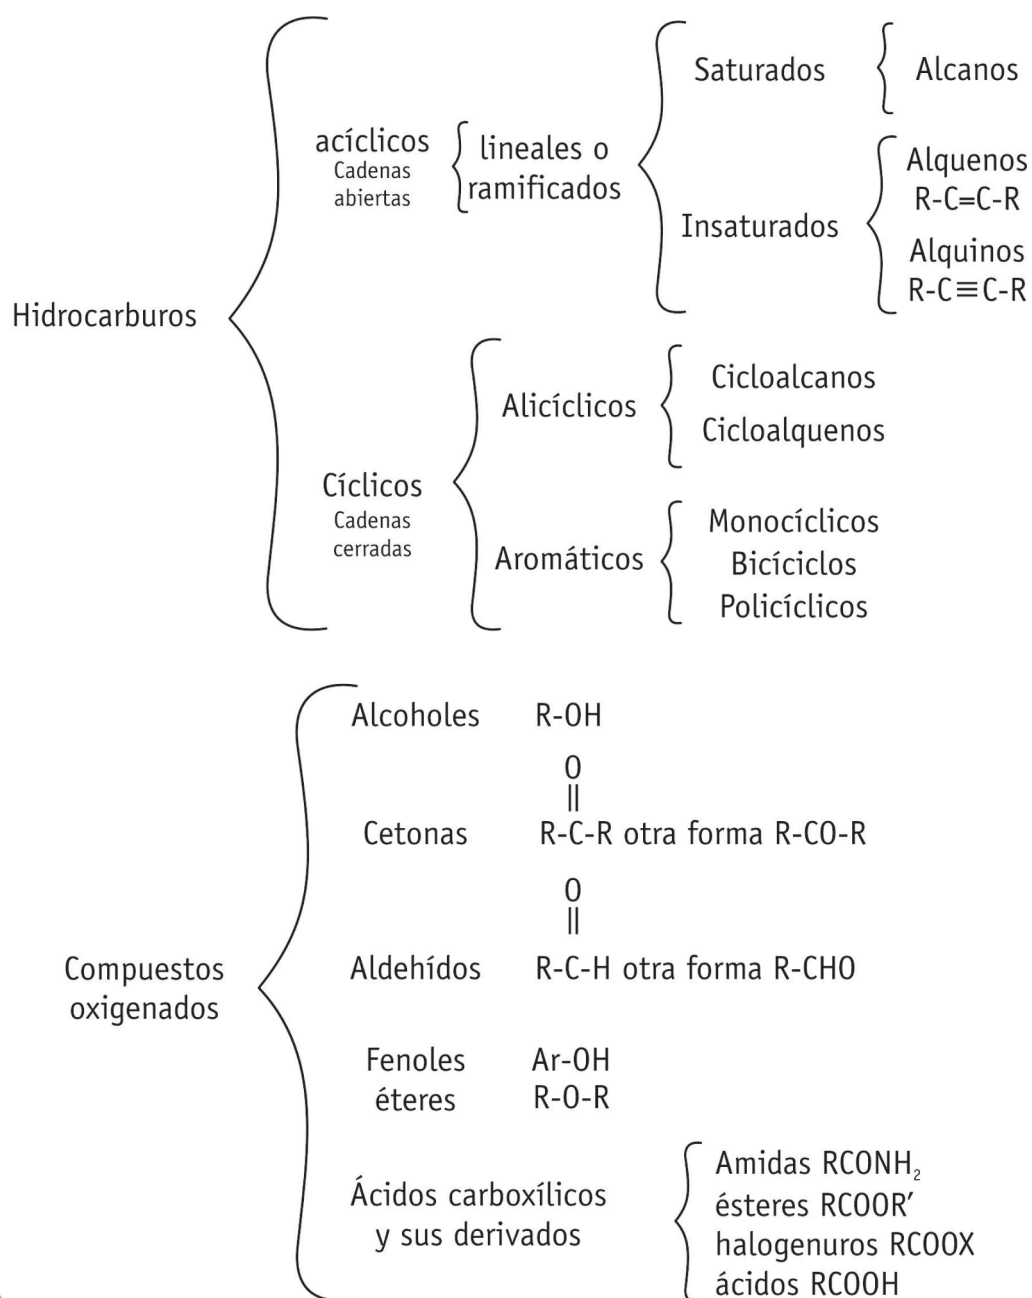 Hidrocarburos
acíclicos
Cadenas
abiertas
lineales o
ramificados
Saturados
Alcanos
Insaturados
Alquenos
R-C=C-R
Alquinos
R-C≡C-R
Cíclicos
Cadenas
cerradas
Alicíclicos
Cicloalcanos
Cicloalquenos
Aromáticos
Monocíclicos
Bicíciclos
Policíclicos
Compuestos
oxigenados
Alcoholes R-OH
O
||
Cetonas R-C-R otra forma R-CO-R
O
||
Aldehídos R-C-H otra forma R-CHO
Fenoles Ar-OH
éteres R-O-R
Ácidos carboxílicos
y sus derivados
Amidas RCONH₂
ésteres RCOOR′
halogenuros RCOOX
ácidos RCOOH